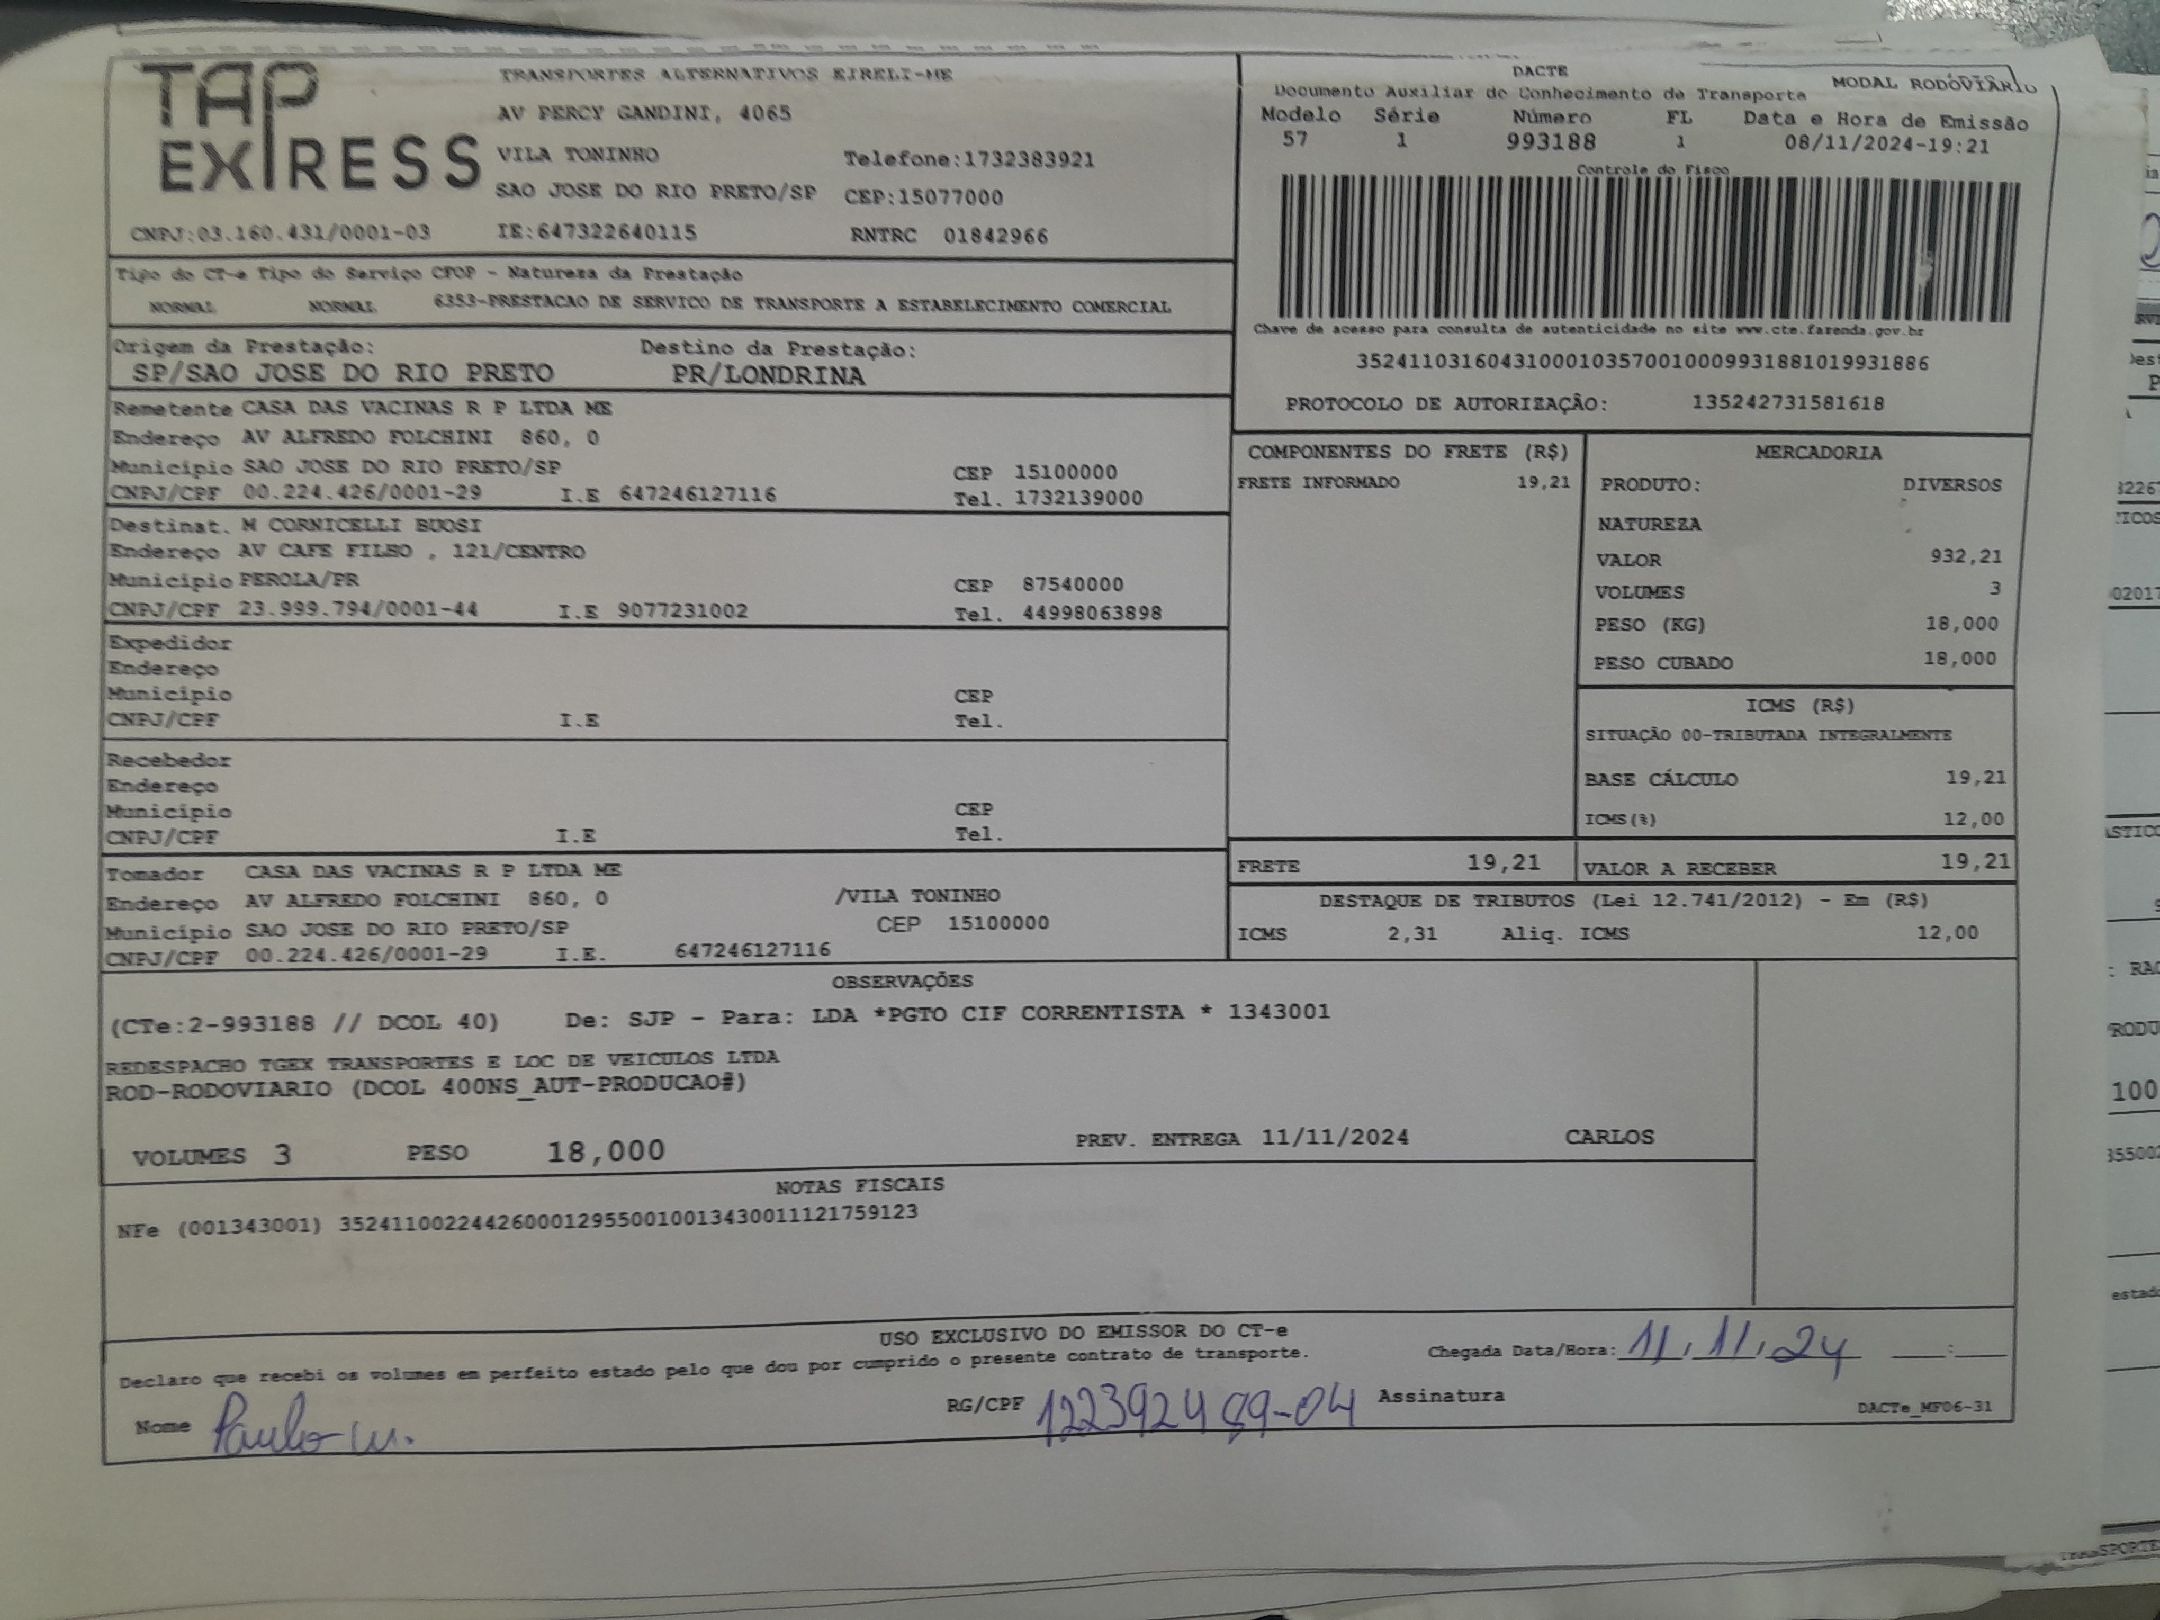 TAP EXPRESS
TRANSPORTES ALTERNATIVOS EIRELI-ME
AV PERCY GANDINI, 4065
VILA TONINHO Telefone:1732383921
SAO JOSE DO RIO PRETO/SP CEP:15077000
CNPJ:03.160.431/0001-03 IE:647322640115 RNTRC 01842966
DACTE MODAL RODOVIÁRIO
Documento Auxiliar do Conhecimento de Transporte
Modelo Série Número FL Data e Hora de Emissão
57 1 993188 1 08/11/2024-19:21
Controle do Fisco
Chave de acesso para consulta de autenticidade no site www.cte.fazenda.gov.br
35241103160431000103570010009931881019931886
PROTOCOLO DE AUTORIZAÇÃO: 135242731581618
Tipo do CT-e Tipo do Serviço CFOP - Natureza da Prestação
NORMAL NORMAL 6353-PRESTACAO DE SERVICO DE TRANSPORTE A ESTABELECIMENTO COMERCIAL
Origem da Prestação: Destino da Prestação:
SP/SAO JOSE DO RIO PRETO PR/LONDRINA
Remetente CASA DAS VACINAS R P LTDA ME
Endereço AV ALFREDO FOLCHINI 860, 0
Município SAO JOSE DO RIO PRETO/SP CEP 15100000
CNPJ/CPF 00.224.426/0001-29 I.E 647246127116 Tel. 1732139000
Destinat. M CORNICELLI BUOSI
Endereço AV CAFE FILHO , 121/CENTRO
Município PEROLA/PR CEP 87540000
CNPJ/CPF 23.999.794/0001-44 I.E 9077231002 Tel. 44998063898
Expedidor
Endereço
Município CEP
CNPJ/CPF I.E Tel.
Recebedor
Endereço
Município CEP
CNPJ/CPF I.E Tel.
Tomador CASA DAS VACINAS R P LTDA ME
Endereço AV ALFREDO FOLCHINI 860, 0 /VILA TONINHO
Município SAO JOSE DO RIO PRETO/SP CEP 15100000
CNPJ/CPF 00.224.426/0001-29 I.E. 647246127116
COMPONENTES DO FRETE (R$)
FRETE INFORMADO 19,21
MERCADORIA
PRODUTO: DIVERSOS
NATUREZA
VALOR 932,21
VOLUMES 3
PESO (KG) 18,000
PESO CUBADO 18,000
ICMS (R$)
SITUAÇÃO 00-TRIBUTADA INTEGRALMENTE
BASE CÁLCULO 19,21
ICMS(%) 12,00
FRETE 19,21 VALOR A RECEBER 19,21
DESTAQUE DE TRIBUTOS (Lei 12.741/2012) - Em (R$)
ICMS 2,31 Aliq. ICMS 12,00
OBSERVAÇÕES
(CTe:2-993188 // DCOL 40) De: SJP - Para: LDA *PGTO CIF CORRENTISTA * 1343001
REDESPACHO TGEX TRANSPORTES E LOC DE VEICULOS LTDA
ROD-RODOVIARIO (DCOL 400NS_AUT-PRODUCAO#)
VOLUMES 3 PESO 18,000 PREV. ENTREGA 11/11/2024 CARLOS
NOTAS FISCAIS
NFe (001343001) 35241100224426000129550010013430011121759123
USO EXCLUSIVO DO EMISSOR DO CT-e
Declaro que recebi os volumes em perfeito estado pelo que dou por cumprido o presente contrato de transporte. Chegada Data/Hora: 11,11,24 :
Nome Paulo W. RG/CPF 122392489-04 Assinatura
DACTe_MF06-31